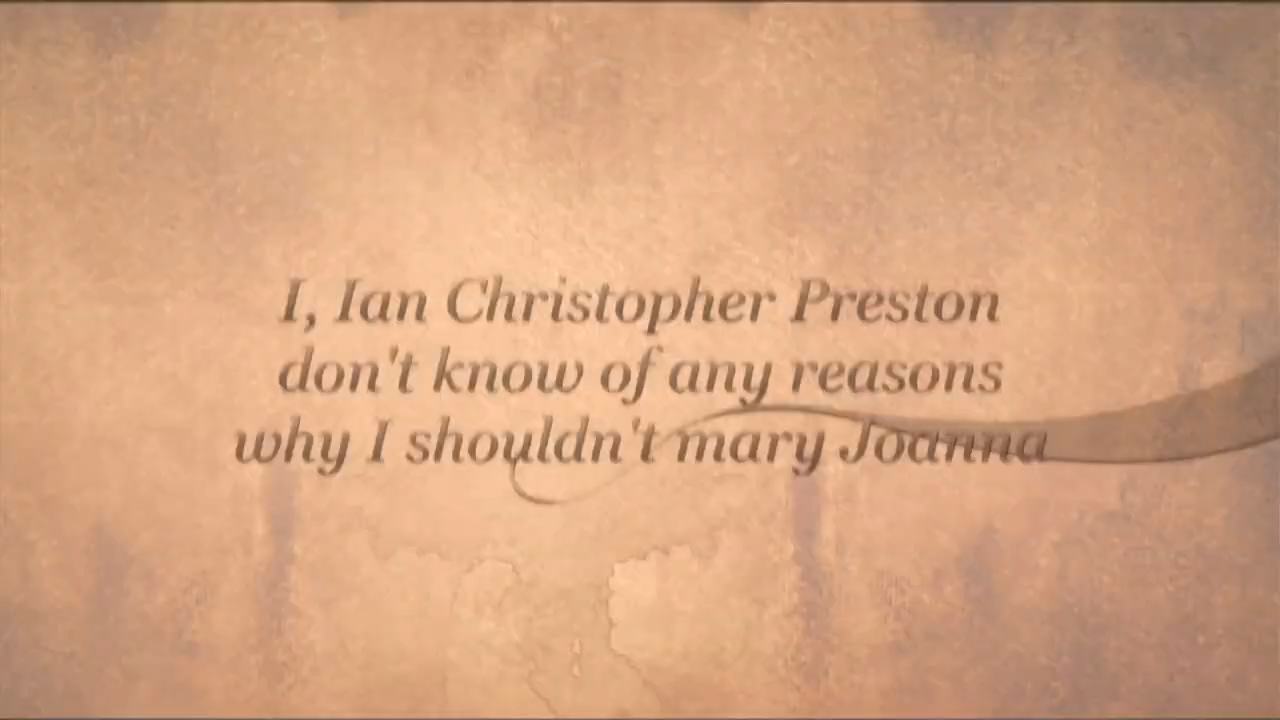 I, Ian Christopher Preston
don't know of any reasons
why I shouldn't mary Joanna